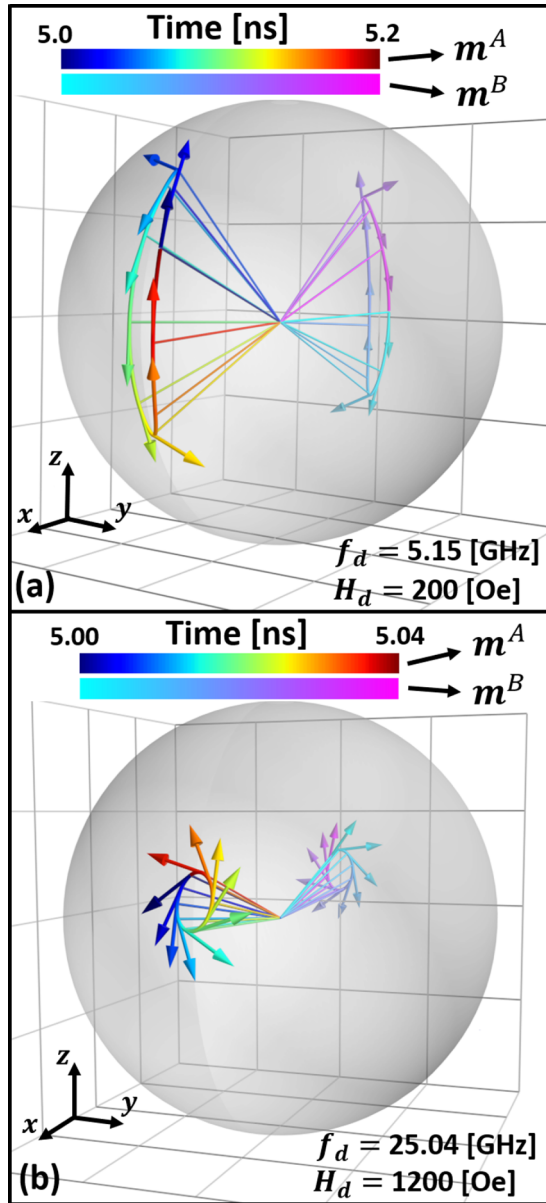 Time [ns]
5.0 5.2
m^A
m^B
z
x y
f_d = 5.15 [GHz]
(a) H_d = 200 [Oe]
Time [ns]
5.00 5.04
m^A
m^B
z
x y
f_d = 25.04 [GHz]
(b) H_d = 1200 [Oe]